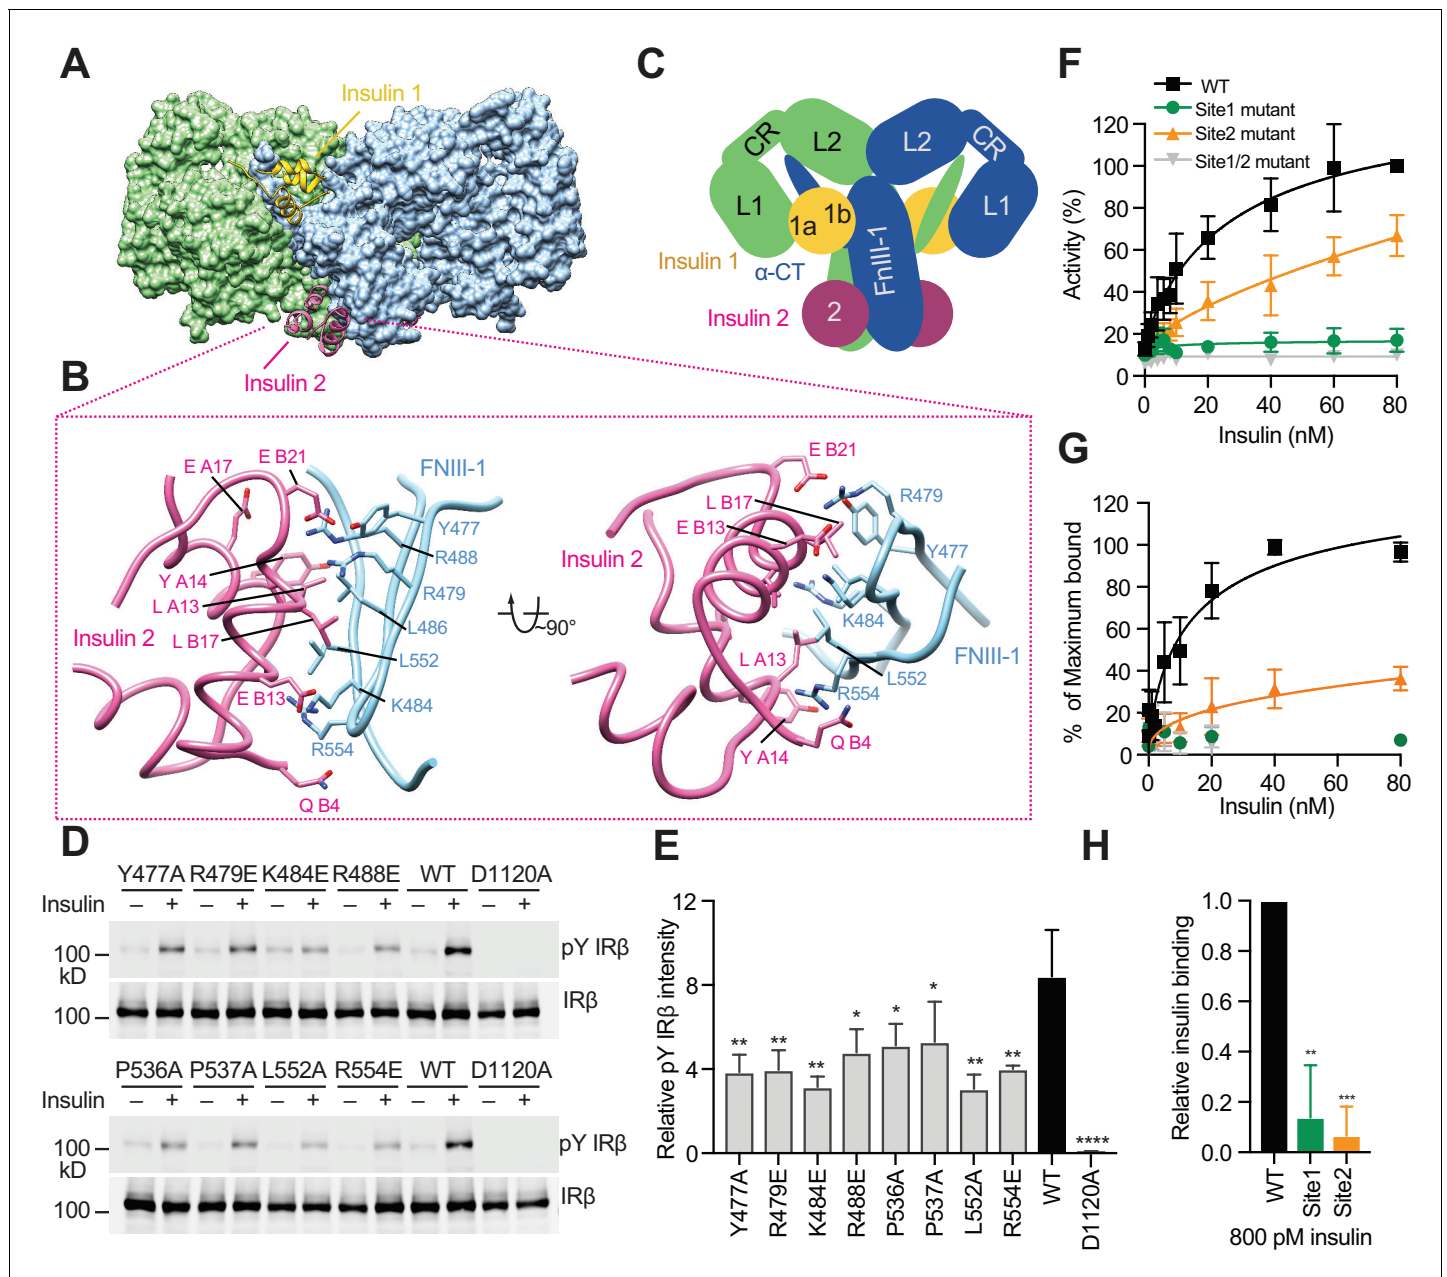 A
Insulin 1
Insulin 2
B
E A17
E B21
FNIII-1
Y477
R488
Y A14
R479
L A13
L486
Insulin 2
L B17
L552
E B13
K484
R554
Q B4
~90°
E B21
R479
L B17
E B13
Insulin 2
Y477
K484
L A13
FNIII-1
L552
R554
Y A14
Q B4
C
CR
L2
L2
CR
L1
1a
1b
L1
Insulin 1
α-CT
FnIII-1
Insulin 2
2
D
Y477A R479E K484E R488E WT D1120A
Insulin – + – + – + – + – + – +
100
kD
pY IRβ
100
IRβ
P536A P537A L552A R554E WT D1120A
Insulin – + – + – + – + – + – +
100
kD
pY IRβ
100
IRβ
E
Relative pY IRβ intensity
12
8
4
0
** ** ** * * * ** ** ****
Y477A
R479E
K484E
R488E
P536A
P537A
L552A
R554E
WT
D1120A
F
WT
Site1 mutant
Site2 mutant
Site1/2 mutant
Activity (%)
120
100
80
60
40
20
0
0 20 40 60 80
Insulin (nM)
G
% of Maximum bound
120
100
80
60
40
20
0
0 20 40 60 80
Insulin (nM)
H
Relative insulin binding
1.0
0.8
0.6
0.4
0.2
0.0
**
***
WT
Site1
Site2
800 pM insulin